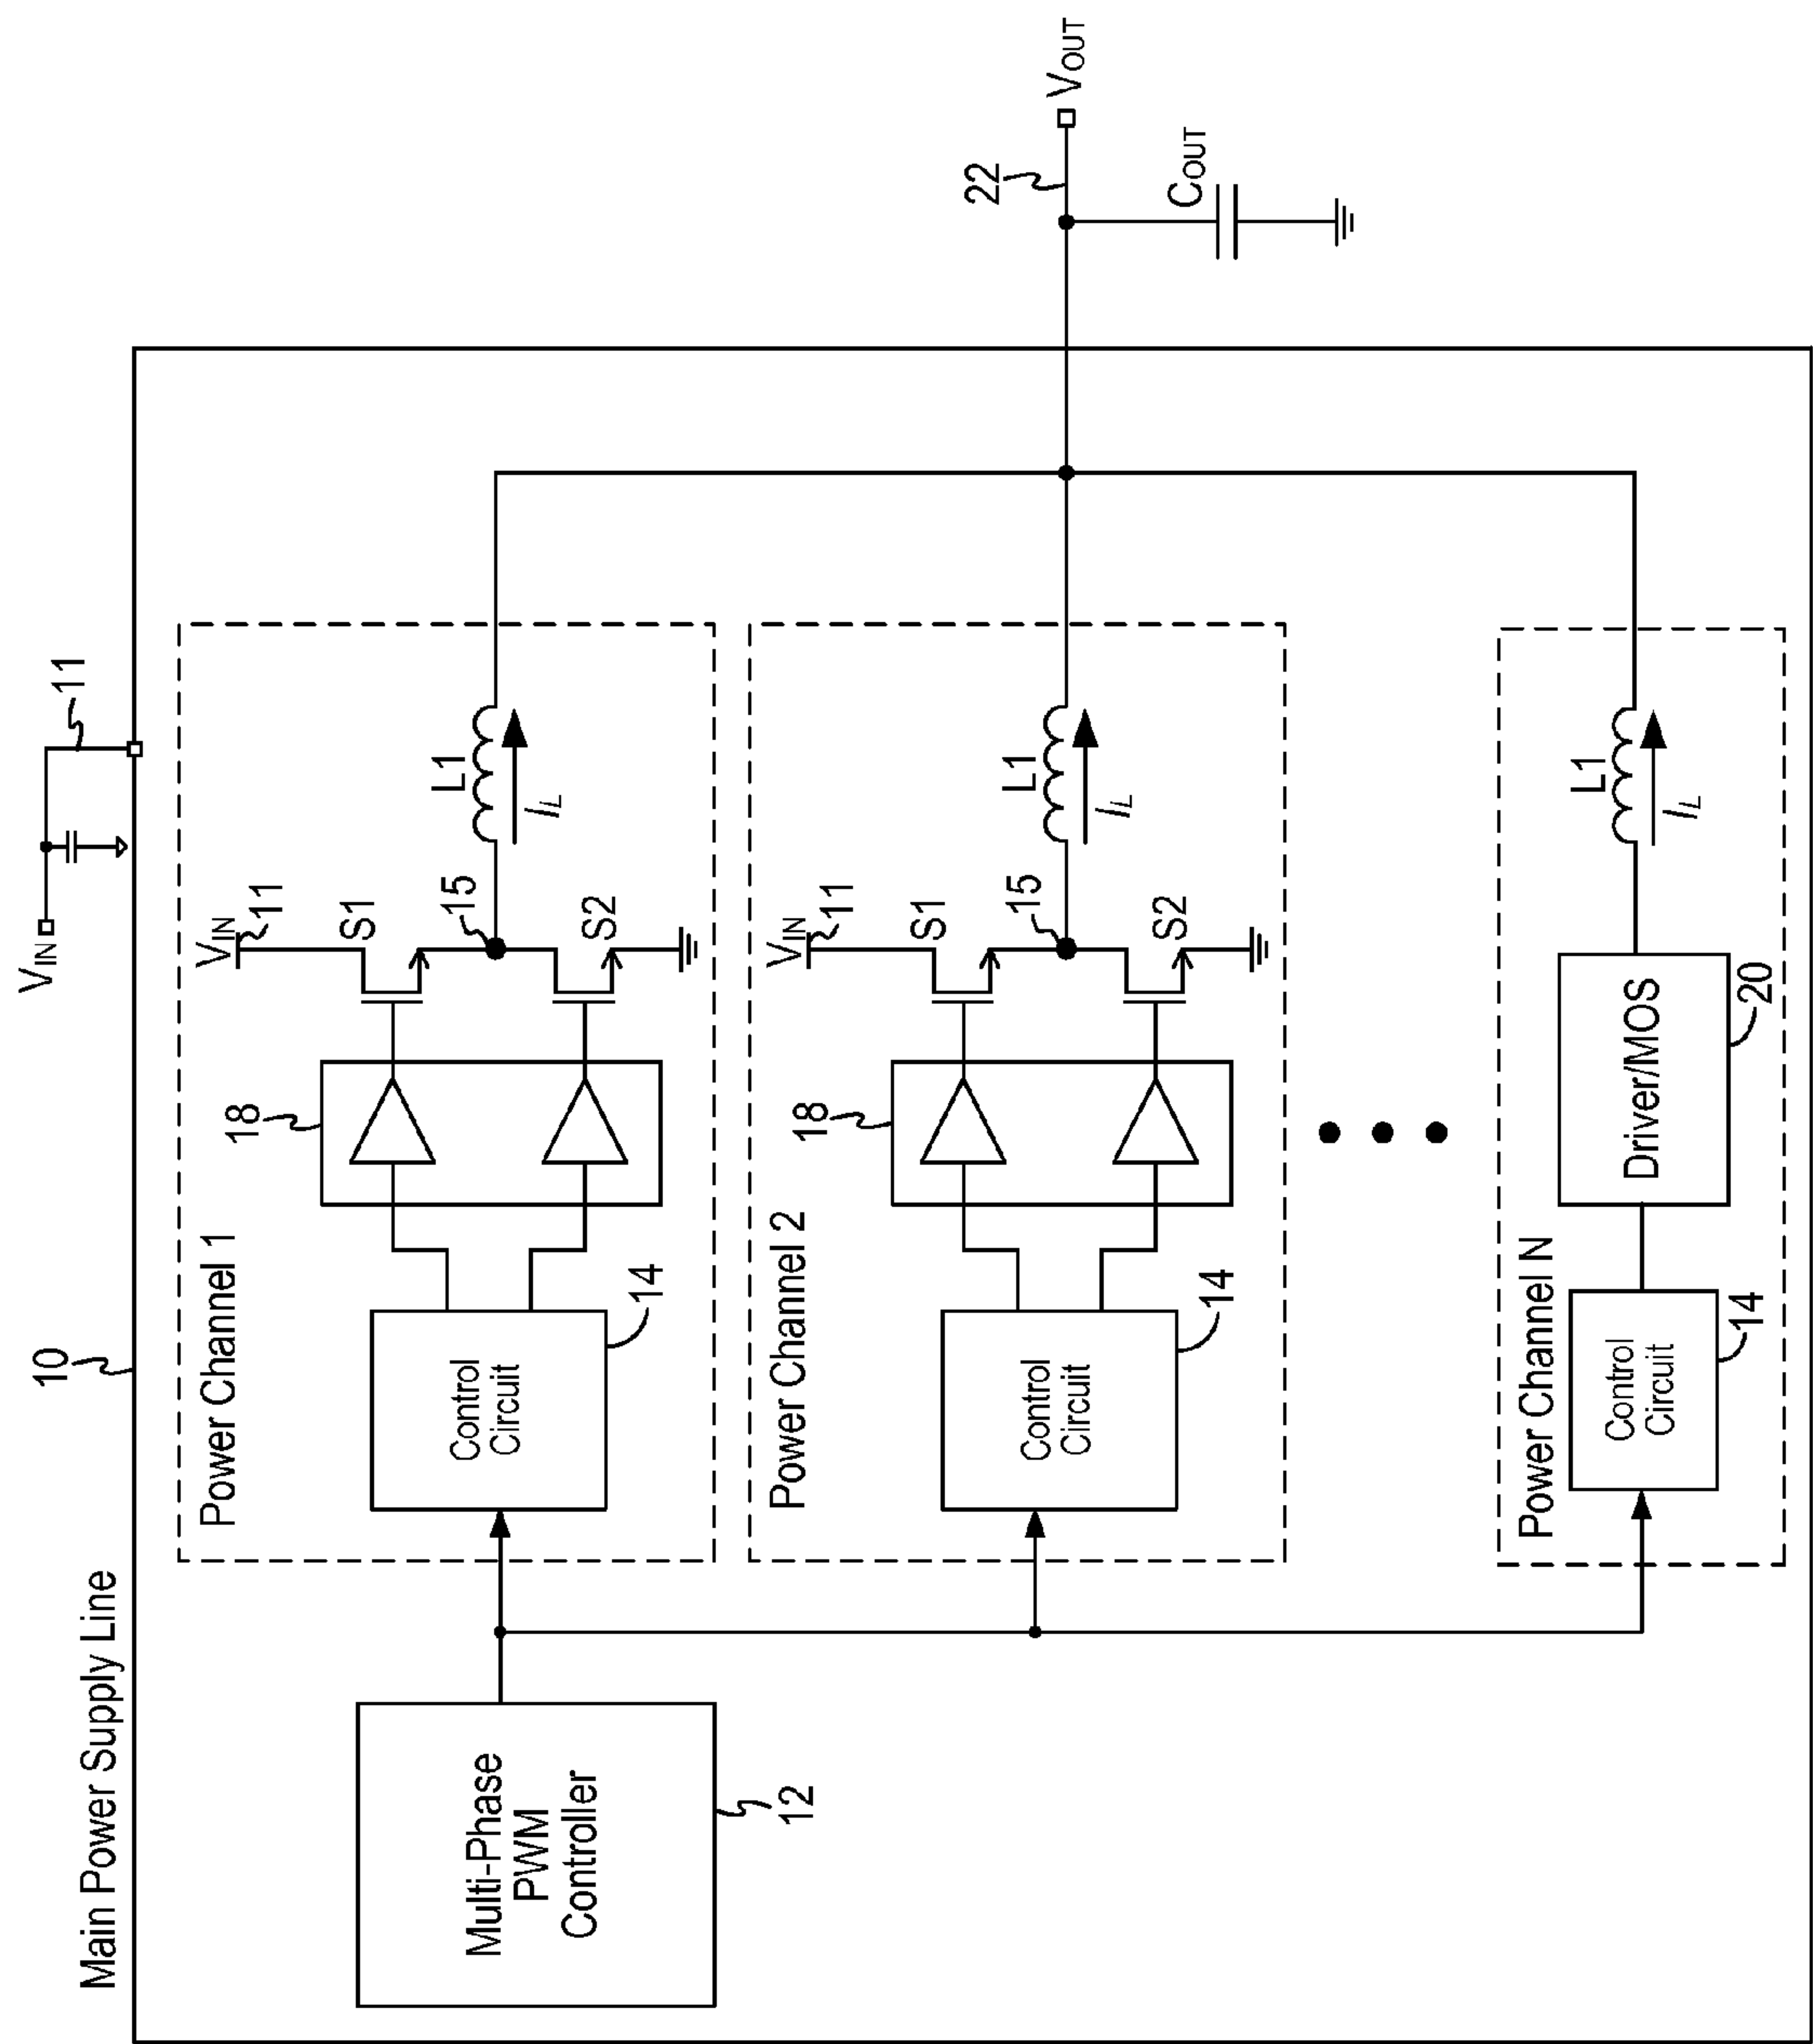 Main Power Supply Line
10
VIN
11
Multi-Phase
PWM
Controller
12
Power Channel 1
Control
Circuit
14
18
VIN
11
S1
15
S2
L1
IL
Power Channel 2
Control
Circuit
14
18
VIN
11
S1
15
S2
L1
IL
Power Channel N
Control
Circuit
14
Driver/MOS
20
L1
IL
22
VOUT
COUT